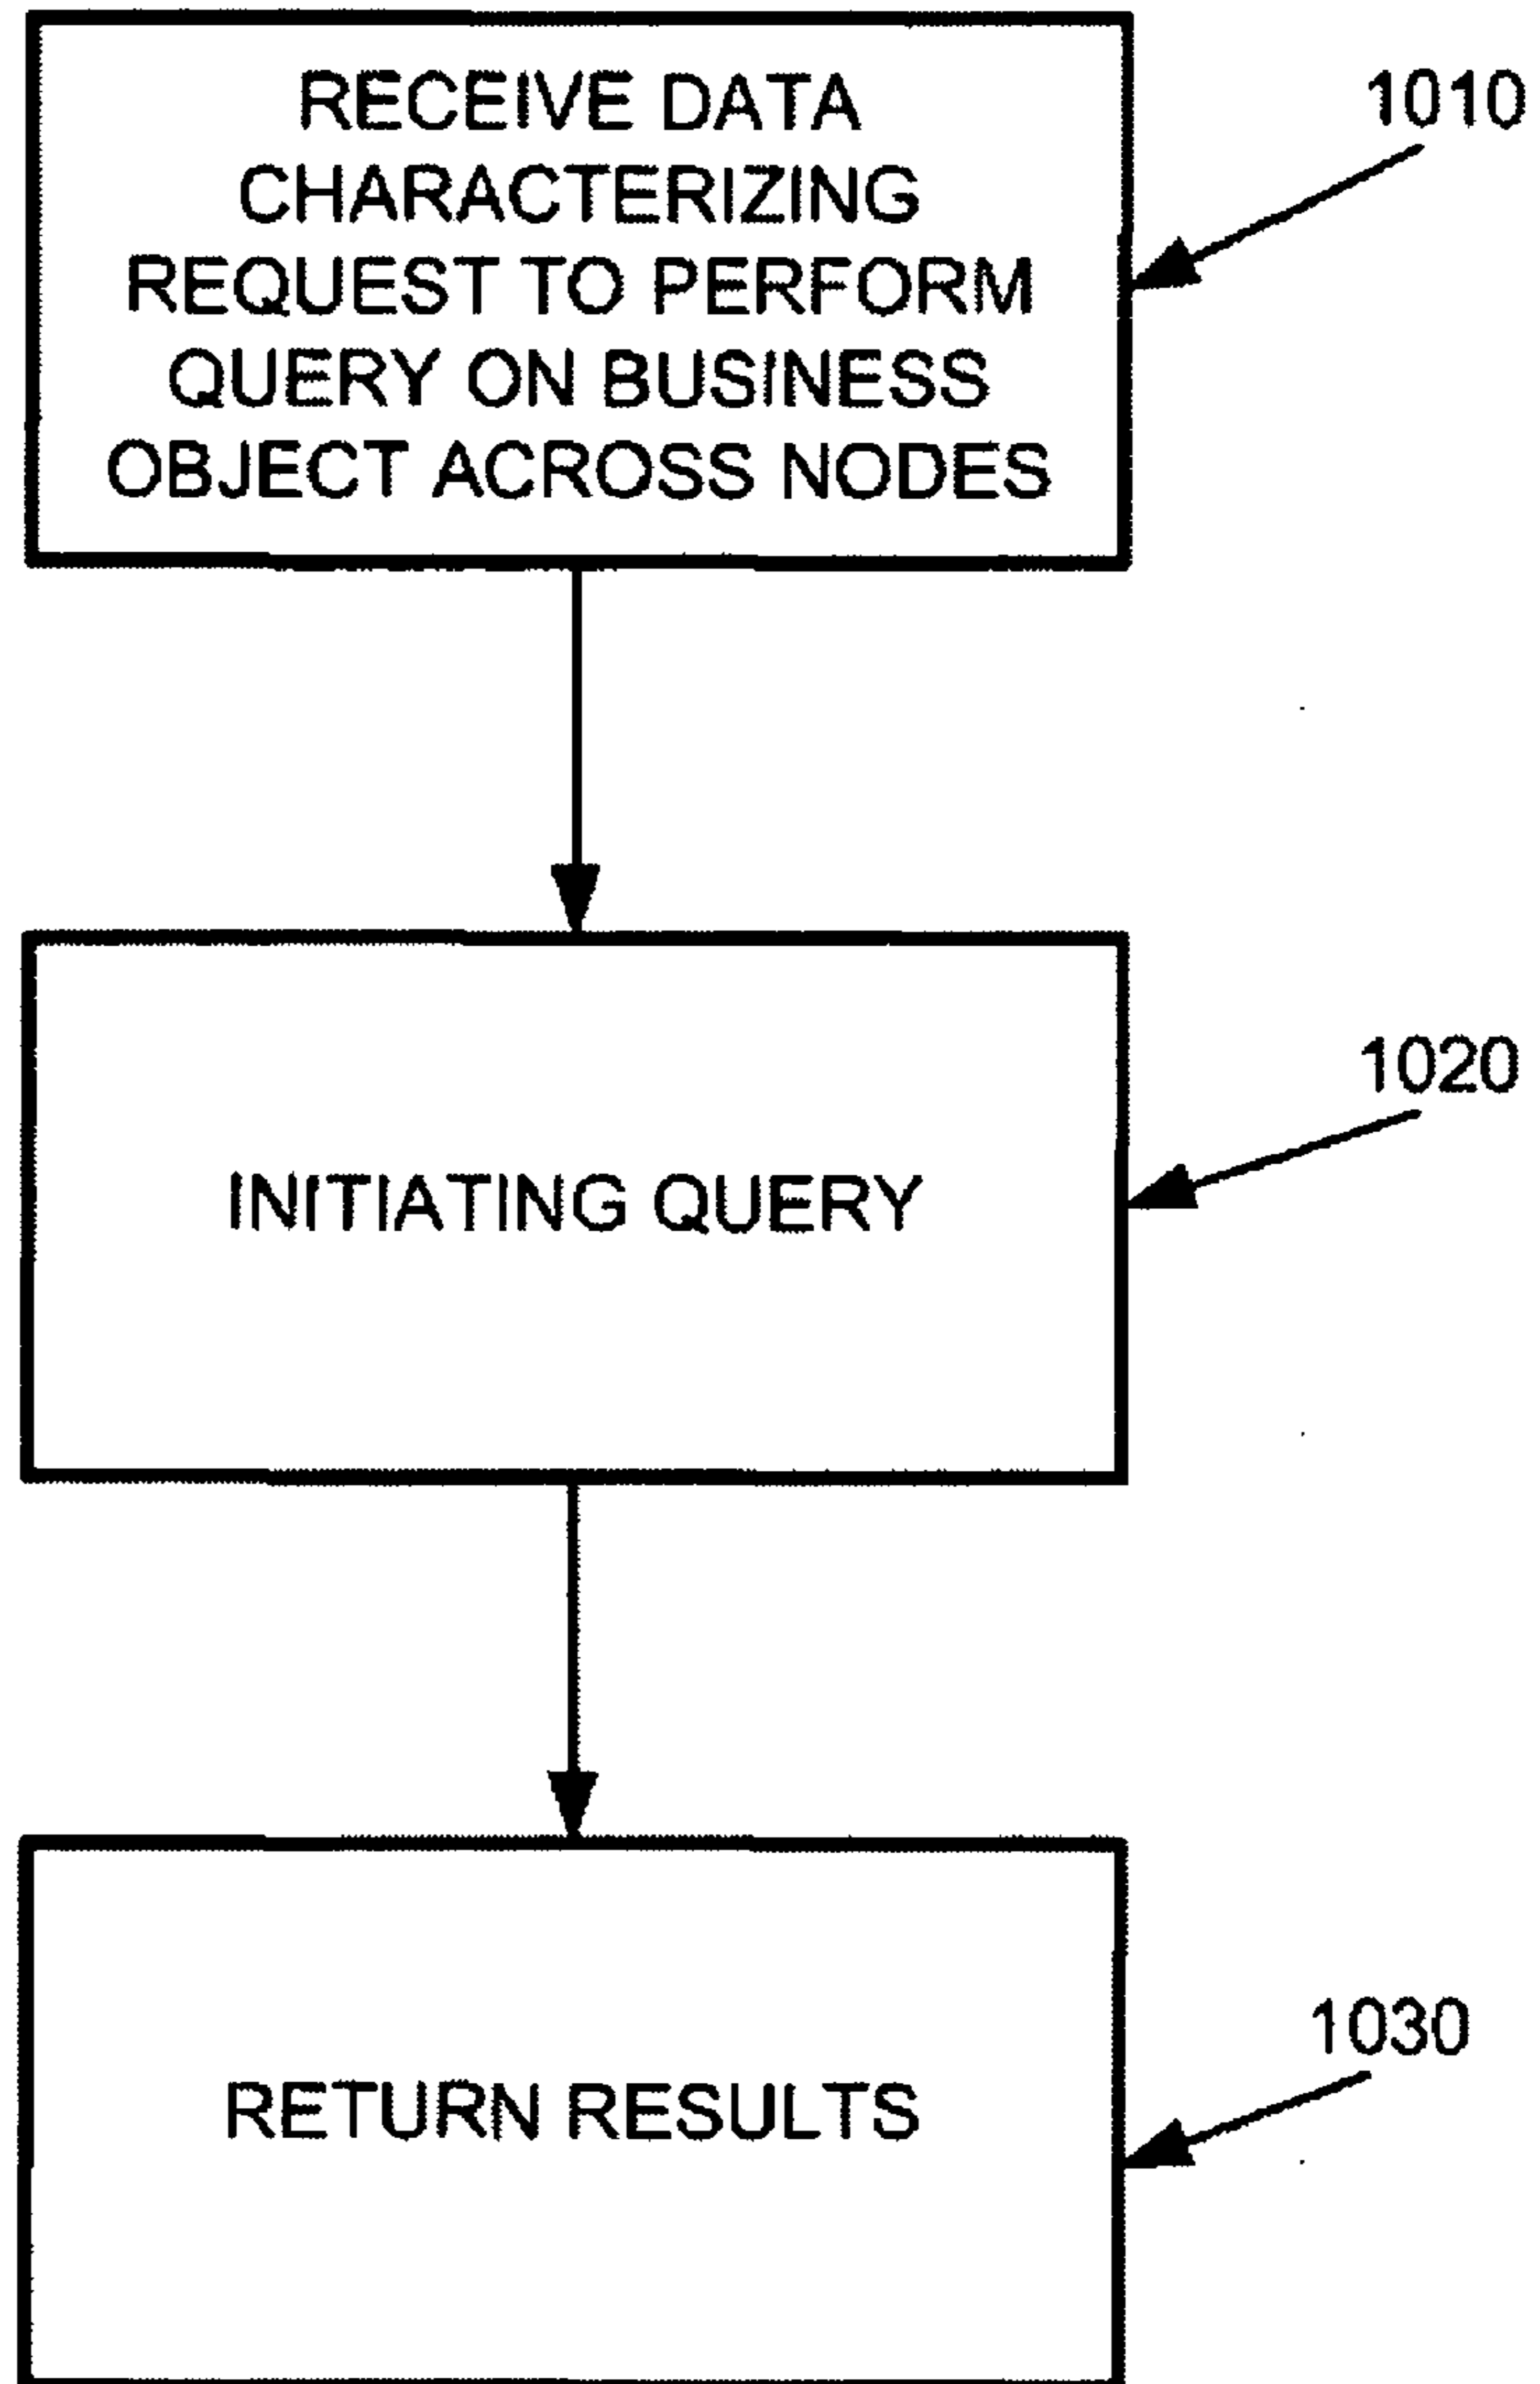 RECEIVE DATA
CHARACTERIZING
REQUEST TO PERFORM
QUERY ON BUSINESS
OBJECT ACROSS NODES
1010
INITIATING QUERY
1020
RETURN RESULTS
1030